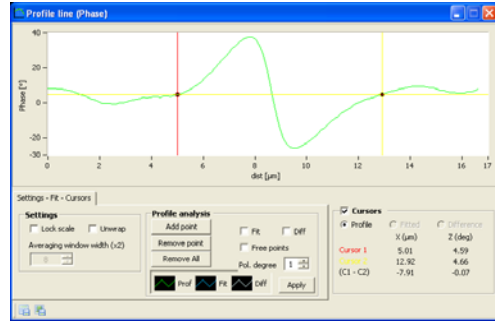 Profile line (Phase)
40
20
0
-20
-30
Phase [°]
0 2 4 6 8 10 12 14 16 17
dist [µm]
Settings - Fit - Cursors
Settings
Lock scale Unwrap
Averaging window width (x2)
0
Profile analysis
Add point
Remove point
Remove All
Fit Diff
Free points
Pol. degree 1
Prof Fit Diff Apply
Cursors
Profile Fitted Difference
X (µm) Z (deg)
Cursor 1 5.01 4.59
12.92 4.66
(C1 - C2) -7.91 -0.07